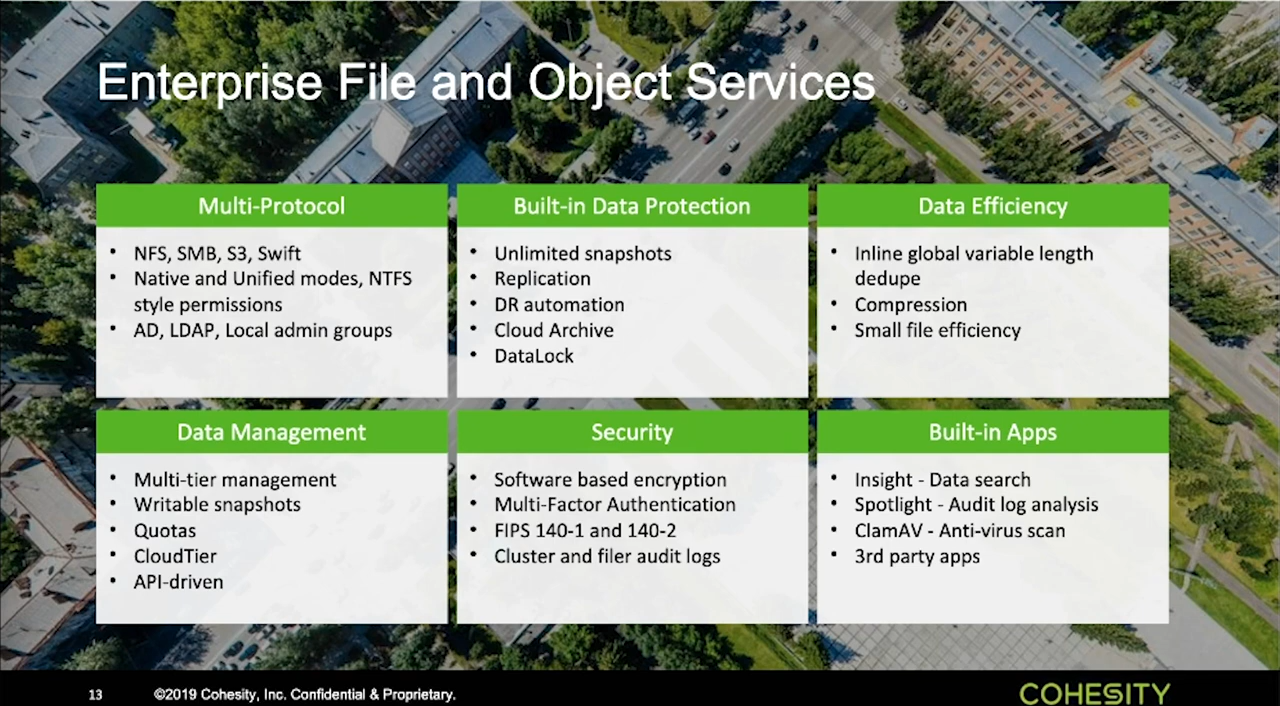 Enterprise File and Object Services
Multi-Protocol
• NFS, SMB, S3, Swift
• Native and Unified modes, NTFS
style permissions
• AD, LDAP, Local admin groups
Built-in Data Protection
• Unlimited snapshots
• Replication
• DR automation
• Cloud Archive
• DataLock
Data Efficiency
• Inline global variable length
dedupe
• Compression
• Small file efficiency
Data Management
• Multi-tier management
• Writable snapshots
• Quotas
• CloudTier
• API-driven
Security
• Software based encryption
• Multi-Factor Authentication
• FIPS 140-1 and 140-2
• Cluster and filer audit logs
Built-in Apps
• Insight - Data search
• Spotlight - Audit log analysis
• ClamAV - Anti-virus scan
• 3rd party apps
13
©2019 Cohesity, Inc. Confidential & Proprietary.
COHESITY